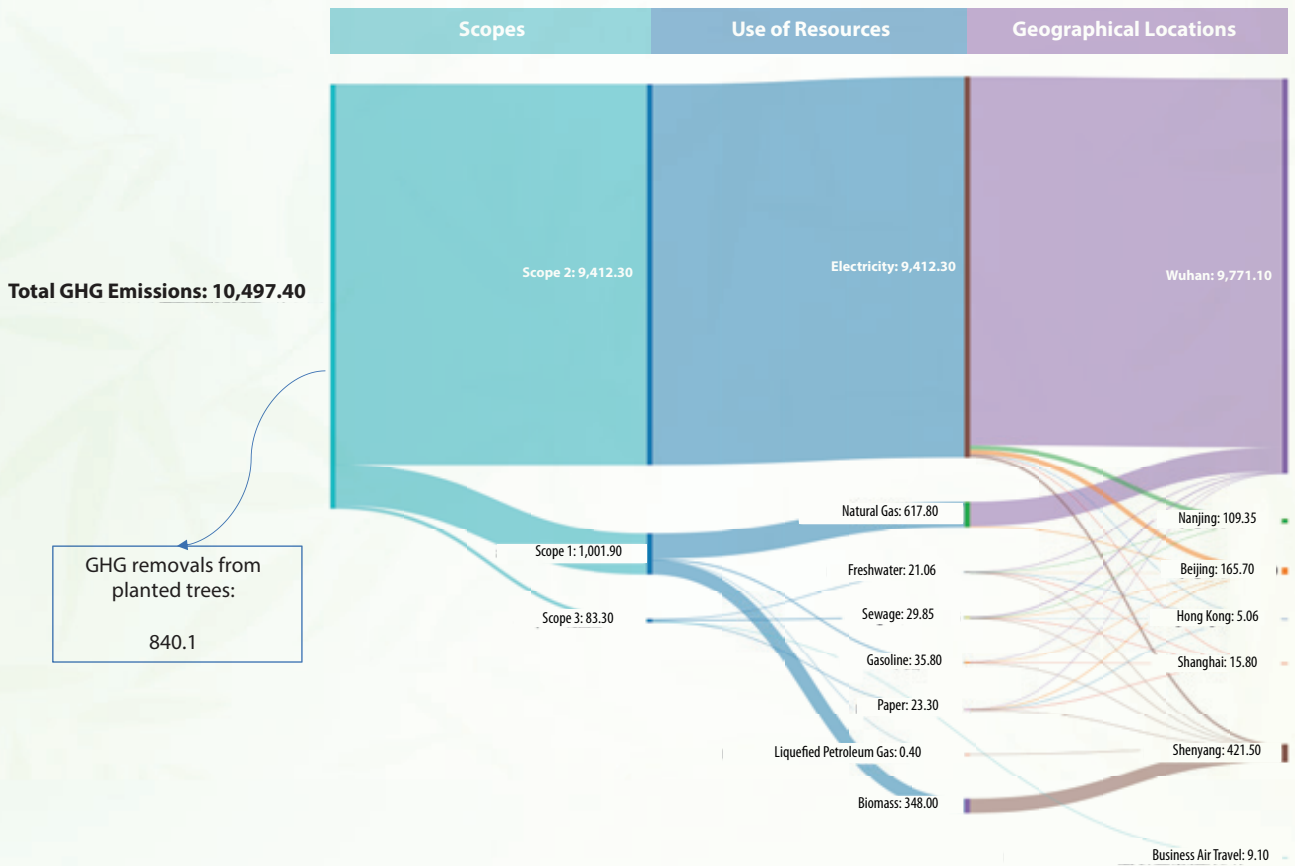 Scopes
Use of Resources
Geographical Locations
Scope 2: 9,412.30
Electricity: 9,412.30
Wuhan: 9,771.10
Total GHG Emissions: 10,497.40
Natural Gas: 617.80
Nanjing: 109.35
Scope 1: 1,001.90
GHG removals from
planted trees:
840.1
Freshwater: 21.06
Beijing: 165.70
Scope 3: 83.30
Sewage: 29.85
Hong Kong: 5.06
Gasoline: 35.80
Shanghai: 15.80
Paper: 23.30
Liquefied Petroleum Gas: 0.40
Shenyang: 421.50
Biomass: 348.00
Business Air Travel: 9.10